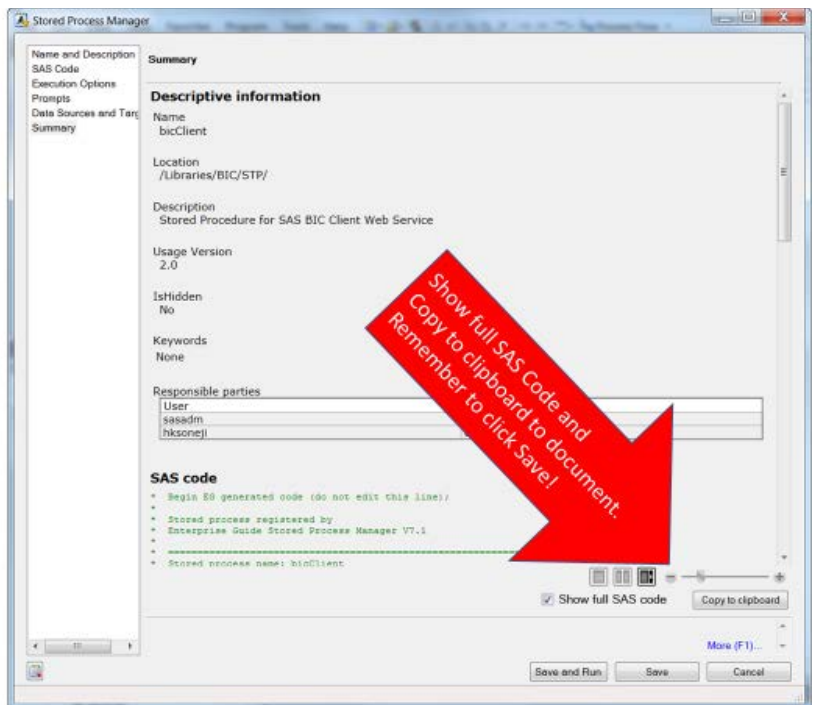 Stored Process Manager
Name and Description
SAS Code
Execution Options
Prompts
Data Sources and Targ
Summary
Summary
Descriptive information
Name
bicClient
Location
/Libraries/BIC/STP/
Description
Stored Procedure for SAS BIC Client Web Service
Usage Version
2.0
IsHidden
No
Keywords
None
Responsible parties
User
sasadm
hksoneji
Show full SAS Code and
Copy to clipboard to document.
Remember to click Save!
SAS code
* Begin EG generated code (do not edit this line);
*
* Stored process registered by
* Enterprise Guide Stored Process Manager V7.1
*
* ====================================================
* Stored process name: bicClient
Show full SAS code
Copy to clipboard
More (F1)...
Save and Run
Save
Cancel